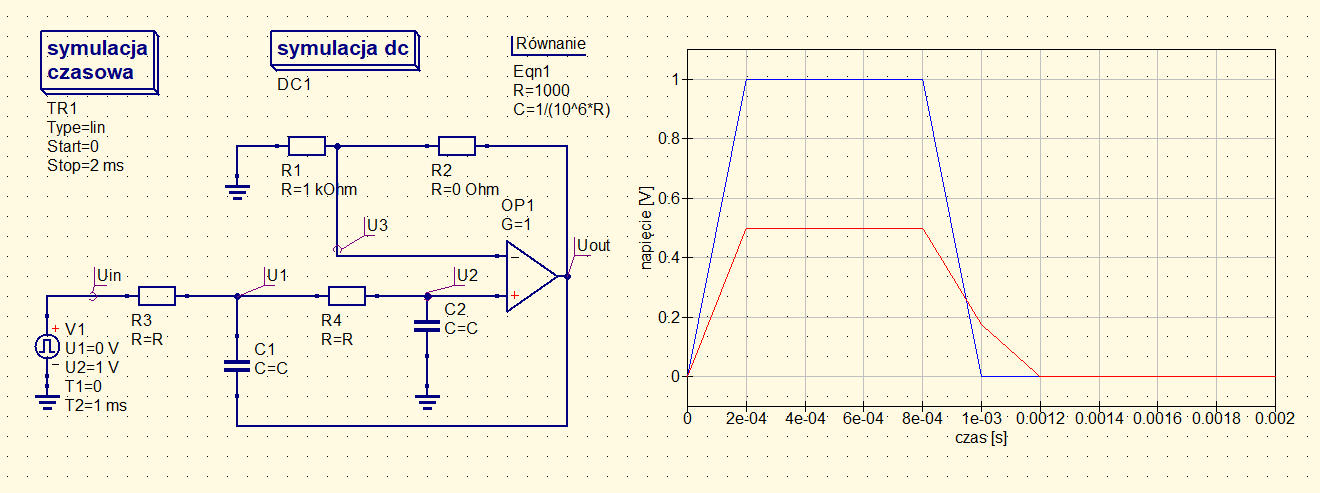 symulacja
czasowa
TR1
Type=lin
Start=0
Stop=2 ms
symulacja dc
DC1
Równanie
Eqn1
R=1000
C=1/(10^6*R)
R1
R=1 kOhm
R2
R=0 Ohm
OP1
G=1
U3
Uout
Uin
U1
U2
R3
R=R
R4
R=R
C2
C=C
C1
C=C
+
V1
U1=0 V
U2=1 V
T1=0
T2=1 ms
−
−
+
napięcie [V]
1
0.8
0.6
0.4
0.2
0
0 2e-04 4e-04 6e-04 8e-04 1e-03 0.0012 0.0014 0.0016 0.0018 0.002
czas [s]